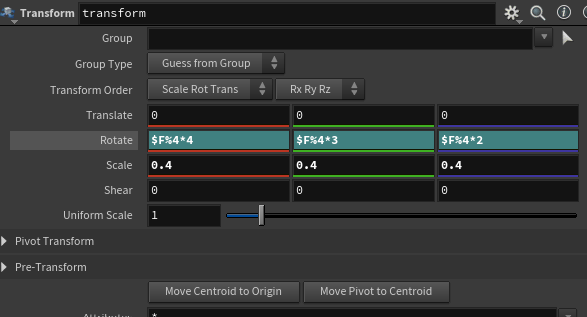 Transform transform
Group
Group Type Guess from Group
Transform Order Scale Rot Trans Rx Ry Rz
Translate 0 0 0
Rotate $F%4*4 $F%4*3 $F%4*2
Scale 0.4 0.4 0.4
Shear 0 0 0
Uniform Scale 1
Pivot Transform
Pre-Transform
Move Centroid to Origin Move Pivot to Centroid
Attributes *